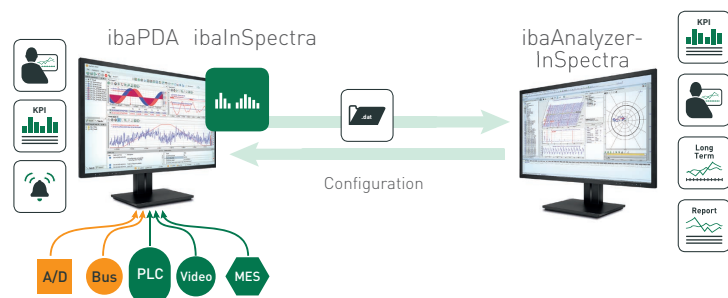 ibaPDA ibaInSpectra
ibaAnalyzer-
InSpectra
KPI
KPI
.dat
Configuration
Long
Term
Report
A/D
Bus
PLC
Video
MES